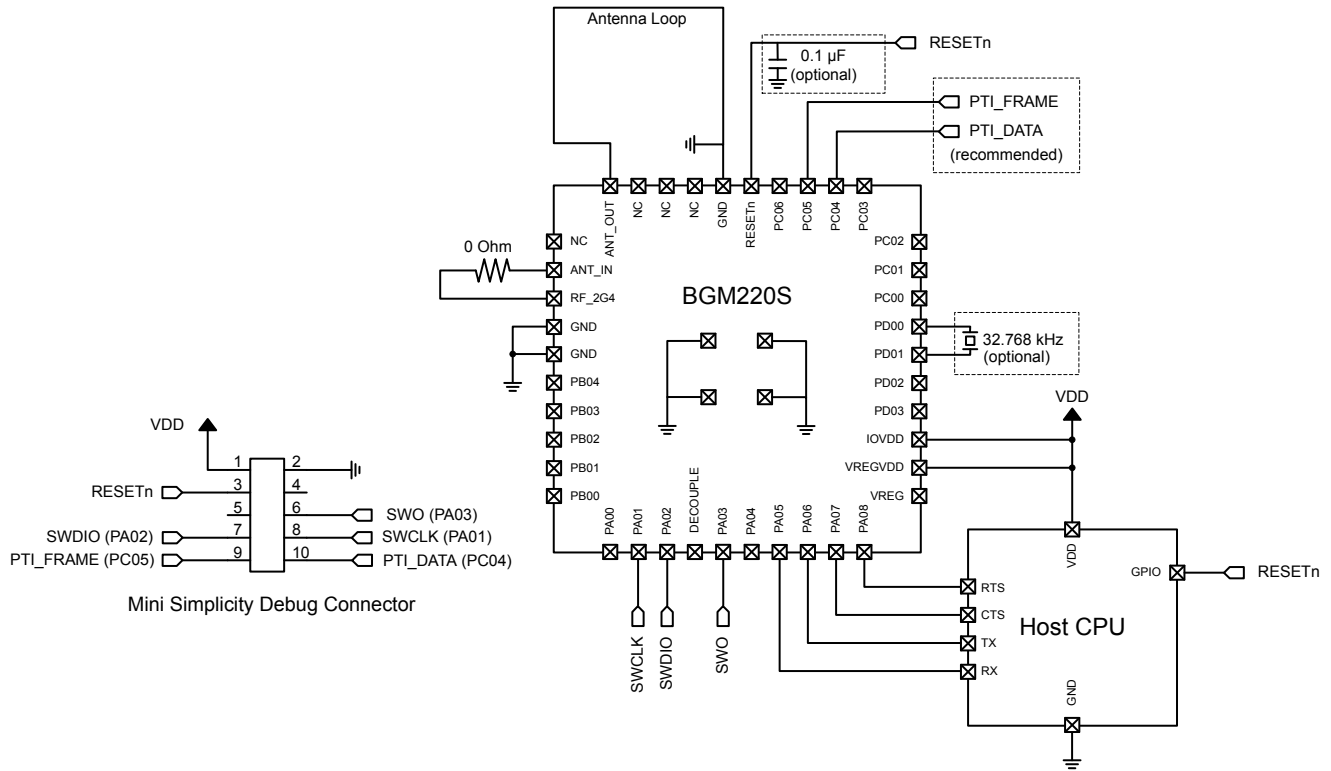 Antenna Loop
0.1 µF
(optional)
RESETn
PTI_FRAME
PTI_DATA
(recommended)
ANT_OUT
NC
NC
NC
GND
RESETn
PC06
PC05
PC04
PC03
0 Ohm
NC
ANT_IN
RF_2G4
GND
GND
PB04
PB03
PB02
PB01
PB00
BGM220S
PC02
PC01
PC00
PD00
PD01
PD02
PD03
IOVDD
VREGVDD
VREG
32.768 kHz
(optional)
VDD
PA00
PA01
PA02
DECOUPLE
PA03
PA04
PA05
PA06
PA07
PA08
SWCLK
SWDIO
SWO
VDD
1
2
RESETn
3
4
5
6
SWO (PA03)
SWDIO (PA02)
7
8
SWCLK (PA01)
PTI_FRAME (PC05)
9
10
PTI_DATA (PC04)
Mini Simplicity Debug Connector
VDD
GPIO
RESETn
RTS
CTS
TX
RX
Host CPU
GND